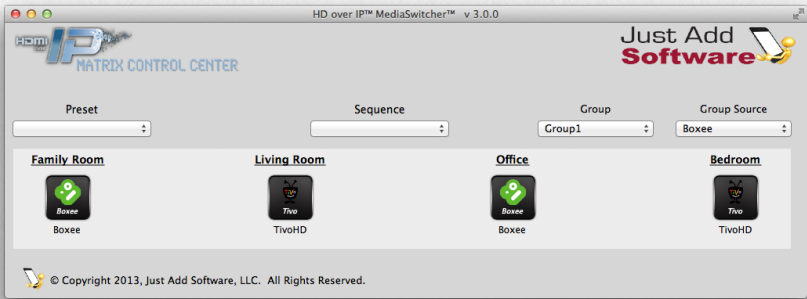 HD over IP™ MediaSwitcher™ v 3.0.0
HDMI IP
MATRIX CONTROL CENTER
Just Add
Software
Preset Sequence Group Group Source
Group1 Boxee
Family Room Living Room Office Bedroom
Boxee Tivo Boxee Tivo
Boxee TivoHD Boxee TivoHD
© Copyright 2013, Just Add Software, LLC. All Rights Reserved.